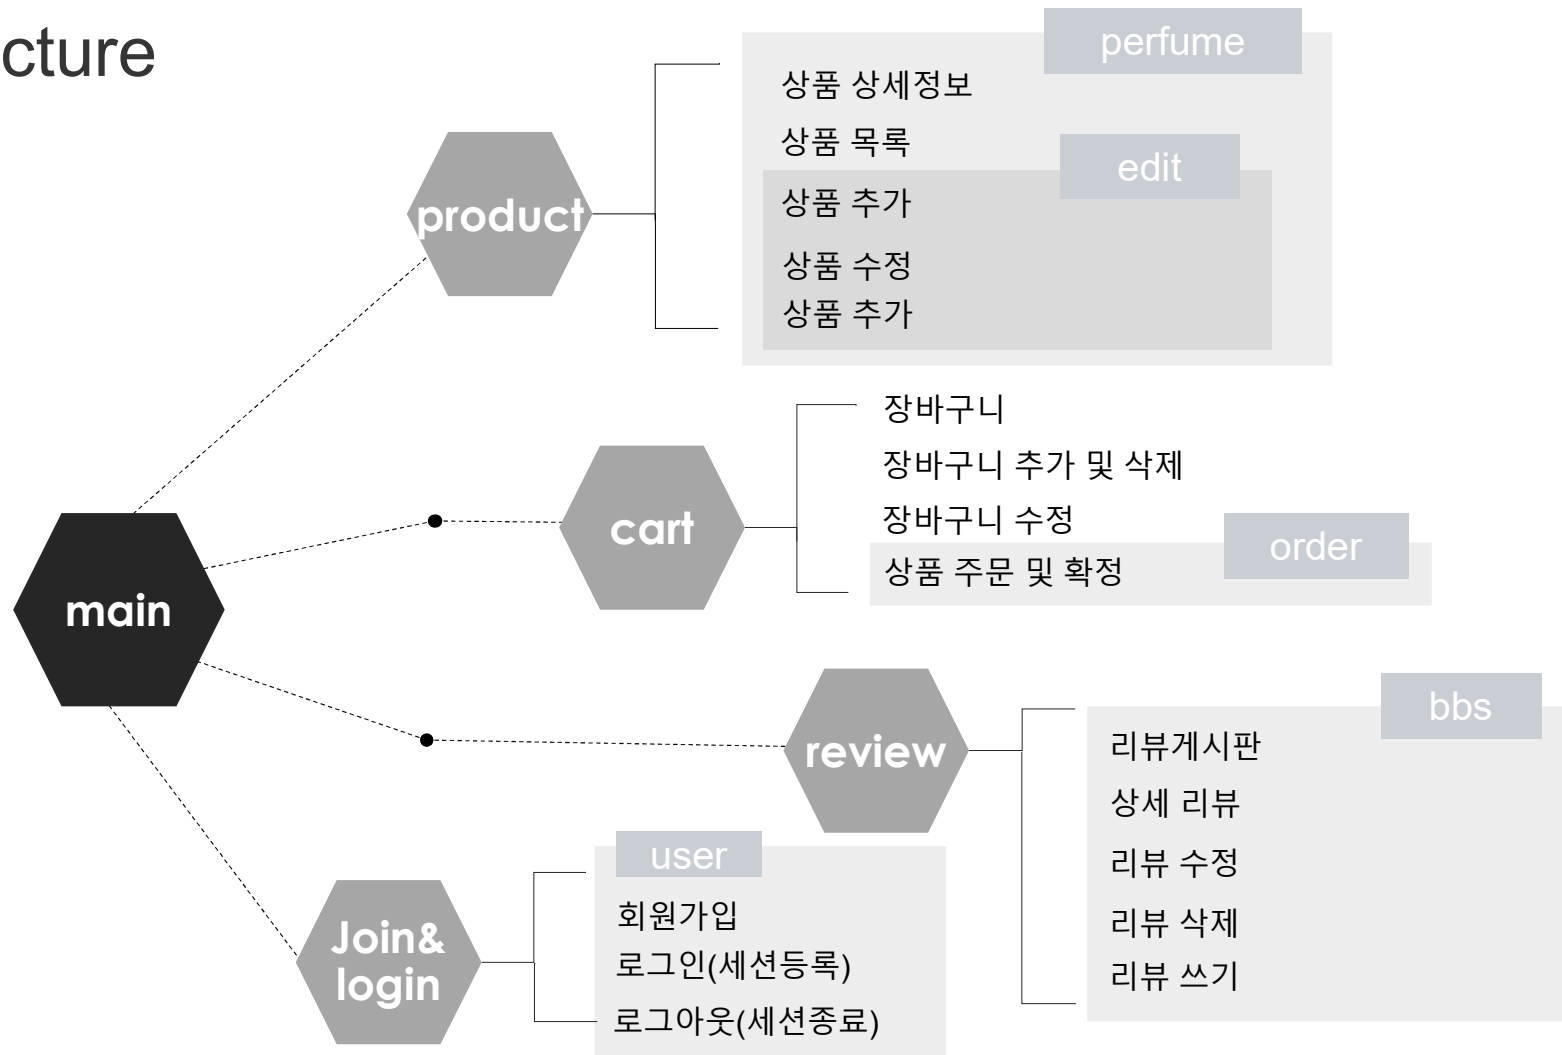 cture
perfume
상품 상세정보
상품 목록
edit
상품 추가
상품 수정
상품 추가
product
장바구니
장바구니 추가 및 삭제
장바구니 수정
order
상품 주문 및 확정
cart
main
review
bbs
리뷰게시판
상세 리뷰
리뷰 수정
리뷰 삭제
리뷰 쓰기
user
회원가입
로그인(세션등록)
로그아웃(세션종료)
Join&
login